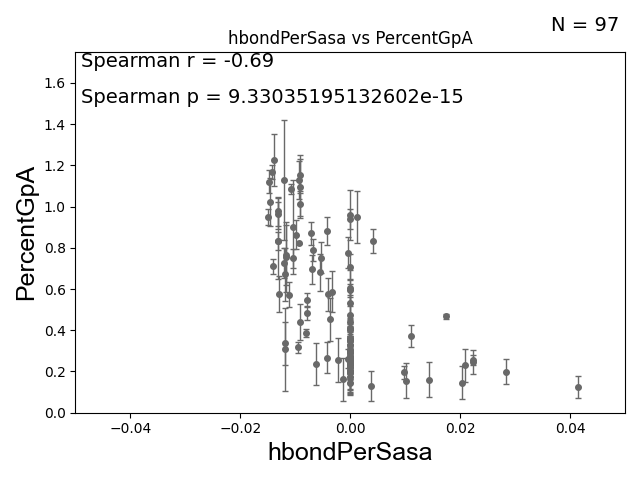 N = 97
hbondPerSasa vs PercentGpA
Spearman r = -0.69
Spearman p = 9.33035195132602e-15
PercentGpA
1.6
1.4
1.2
1.0
0.8
0.6
0.4
0.2
0.0
−0.04 −0.02 0.00 0.02 0.04
hbondPerSasa